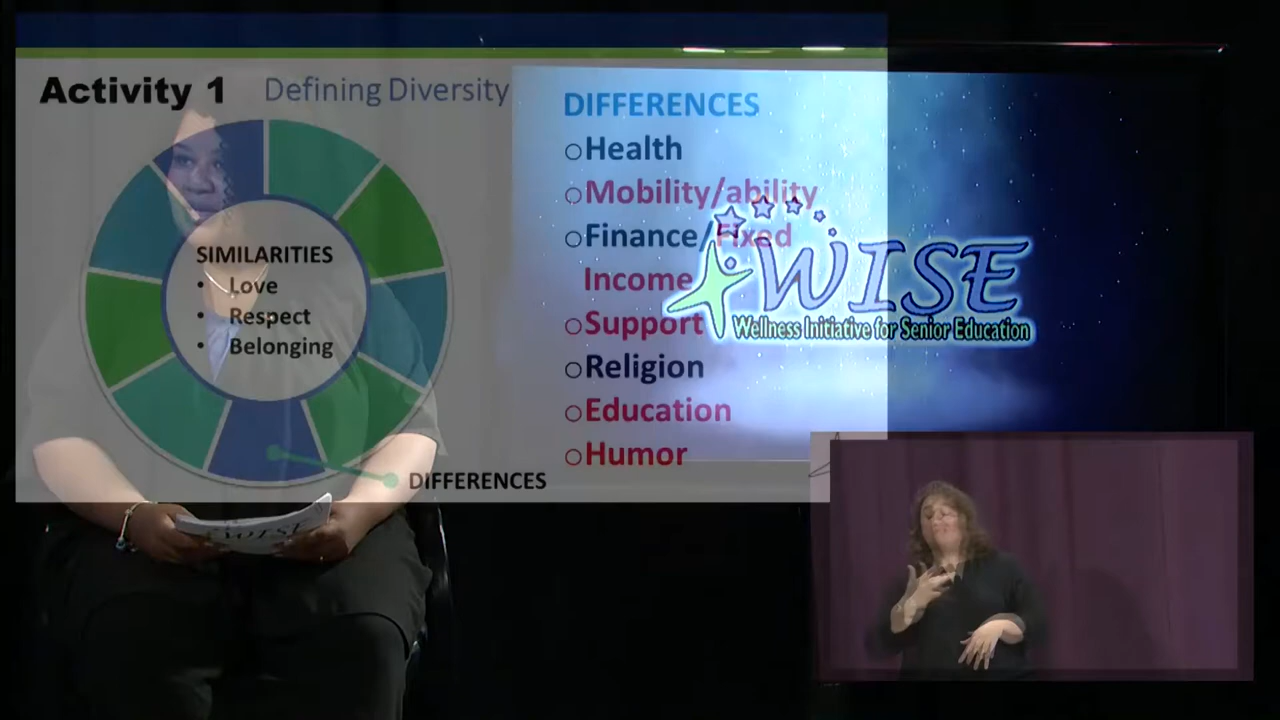 Activity 1
Defining Diversity
SIMILARITIES
• Love
• Respect
• Belonging
DIFFERENCES
DIFFERENCES
○Health
○Mobility/ability
○Finance/Fixed
Income
○Support
○Religion
○Education
○Humor
WISE
Wellness Initiative for Senior Education
WISE